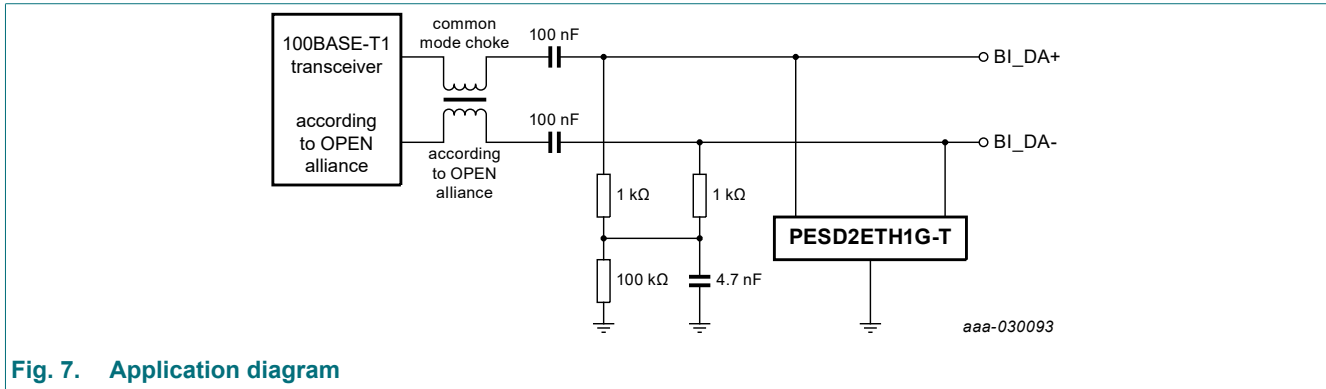 100BASE-T1
transceiver
according
to OPEN
alliance
common
mode choke
according
to OPEN
alliance
100 nF
100 nF
BI_DA+
BI_DA-
1 kΩ
1 kΩ
100 kΩ
4.7 nF
PESD2ETH1G-T
aaa-030093
Fig. 7. Application diagram